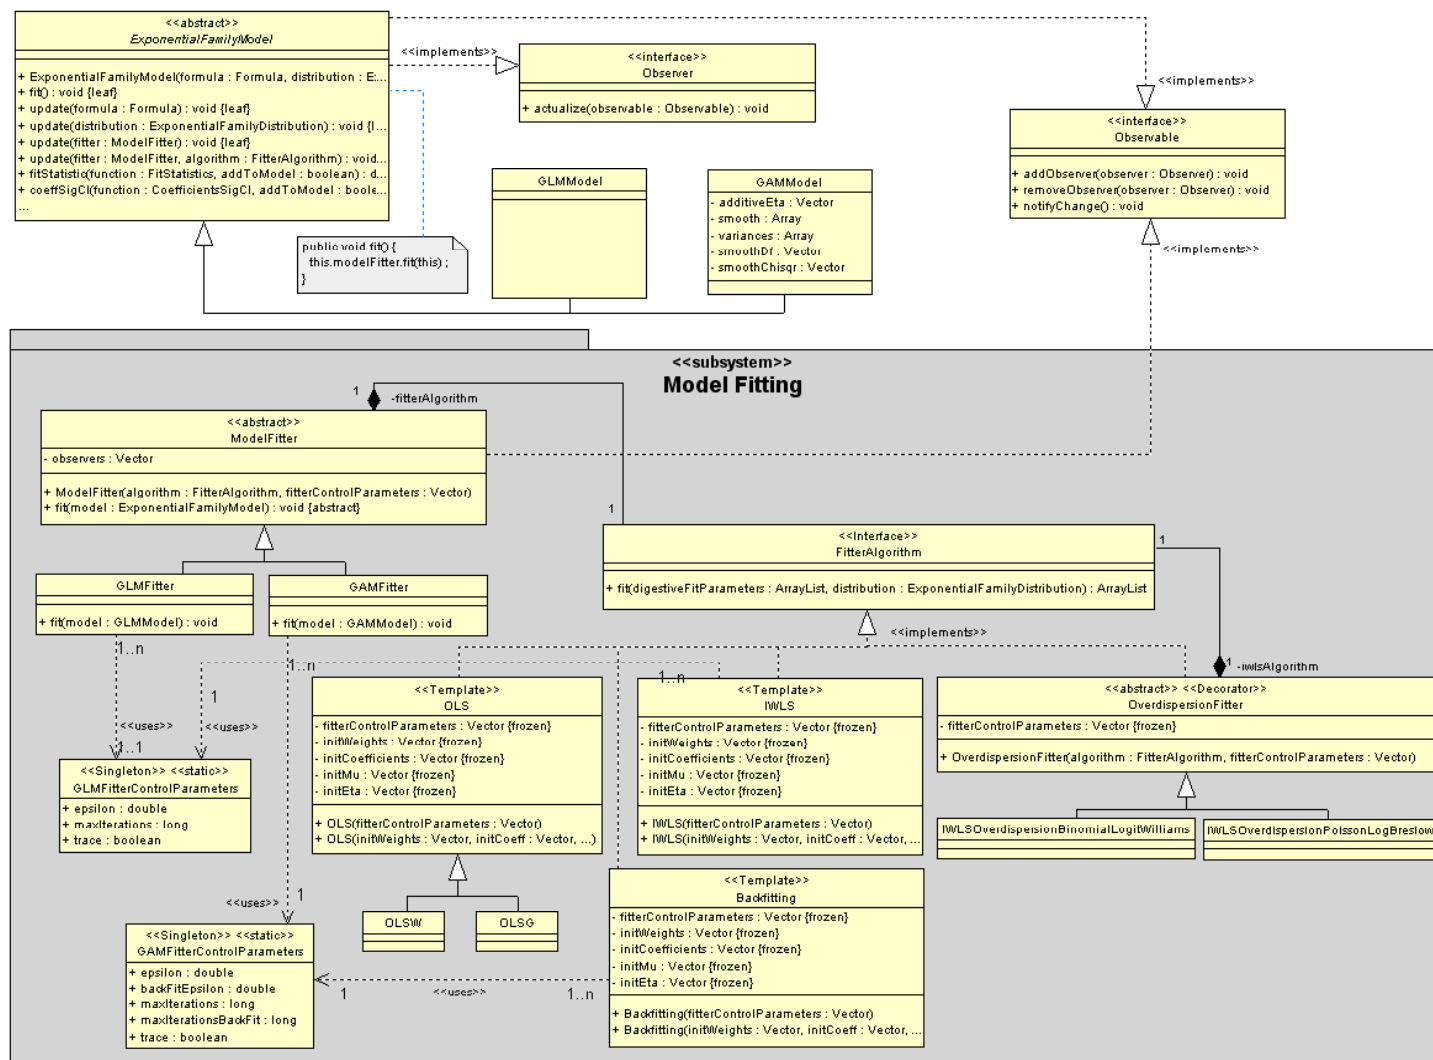 <<abstract>>
ExponentialFamilyModel
+ ExponentialFamilyModel(formula : Formula, distribution : E...
+ fit() : void {leaf}
+ update(formula : Formula) : void {leaf}
+ update(distribution : ExponentialFamilyDistribution) : void {l...
+ update(fitter : ModelFitter) : void {leaf}
+ update(fitter : ModelFitter, algorithm : FitterAlgorithm) : void...
+ fitStatistic(function : FitStatistics, addToModel : boolean) : d...
+ coeffSigCI(function : CoefficientsSigCI, addToModel : boole...
...
<<implements>>
<<interface>>
Observer
+ actualize(observable : Observable) : void
<<implements>>
<<interface>>
Observable
+ addObserver(observer : Observer) : void
+ removeObserver(observer : Observer) : void
+ notifyChange() : void
<<implements>>
public void fit() {
this.modelFitter.fit(this) ;
}
GLMModel
GAMModel
- additiveEta : Vector
- smooth : Array
- variances : Array
- smoothDf : Vector
- smoothChisqr : Vector
<<subsystem>>
Model Fitting
1
-fitterAlgorithm
<<abstract>>
ModelFitter
- observers : Vector
+ ModelFitter(algorithm : FitterAlgorithm, fitterControlParameters : Vector)
+ fit(model : ExponentialFamilyModel) : void {abstract}
1
<<Interface>>
FitterAlgorithm
+ fit(digestiveFitParameters : ArrayList, distribution : ExponentialFamilyDistribution) : ArrayList
1
GLMFitter
+ fit(model : GLMModel) : void
GAMFitter
+ fit(model : GAMModel) : void
<<implements>>
1..n
1..n
1..n
1
-iwlsAlgorithm
1
<<uses>>
<<uses>>
1..1
<<Singleton>> <<static>>
GLMFitterControlParameters
+ epsilon : double
+ maxIterations : long
+ trace : boolean
<<Template>>
OLS
- fitterControlParameters : Vector {frozen}
- initWeights : Vector {frozen}
- initCoefficients : Vector {frozen}
- initMu : Vector {frozen}
- initEta : Vector {frozen}
+ OLS(fitterControlParameters : Vector)
+ OLS(initWeights : Vector, initCoeff : Vector, ...)
<<Template>>
IWLS
- fitterControlParameters : Vector {frozen}
- initWeights : Vector {frozen}
- initCoefficients : Vector {frozen}
- initMu : Vector {frozen}
- initEta : Vector {frozen}
+ IWLS(fitterControlParameters : Vector)
+ IWLS(initWeights : Vector, initCoeff : Vector, ...
<<abstract>> <<Decorator>>
OverdispersionFitter
- fitterControlParameters : Vector {frozen}
+ OverdispersionFitter(algorithm : FitterAlgorithm, fitterControlParameters : Vector)
IWLSOverdispersionBinomialLogitWilliams
IWLSOverdispersionPoissonLogBreslow
OLSW
OLSG
1
<<uses>>
<<Singleton>> <<static>>
GAMFitterControlParameters
+ epsilon : double
+ backFitEpsilon : double
+ maxIterations : long
+ maxIterationsBackFit : long
+ trace : boolean
1
<<uses>>
1..n
<<Template>>
Backfitting
- fitterControlParameters : Vector {frozen}
- initWeights : Vector {frozen}
- initCoefficients : Vector {frozen}
- initMu : Vector {frozen}
- initEta : Vector {frozen}
+ Backfitting(fitterControlParameters : Vector)
+ Backfitting(initWeights : Vector, initCoeff : Vector, ...